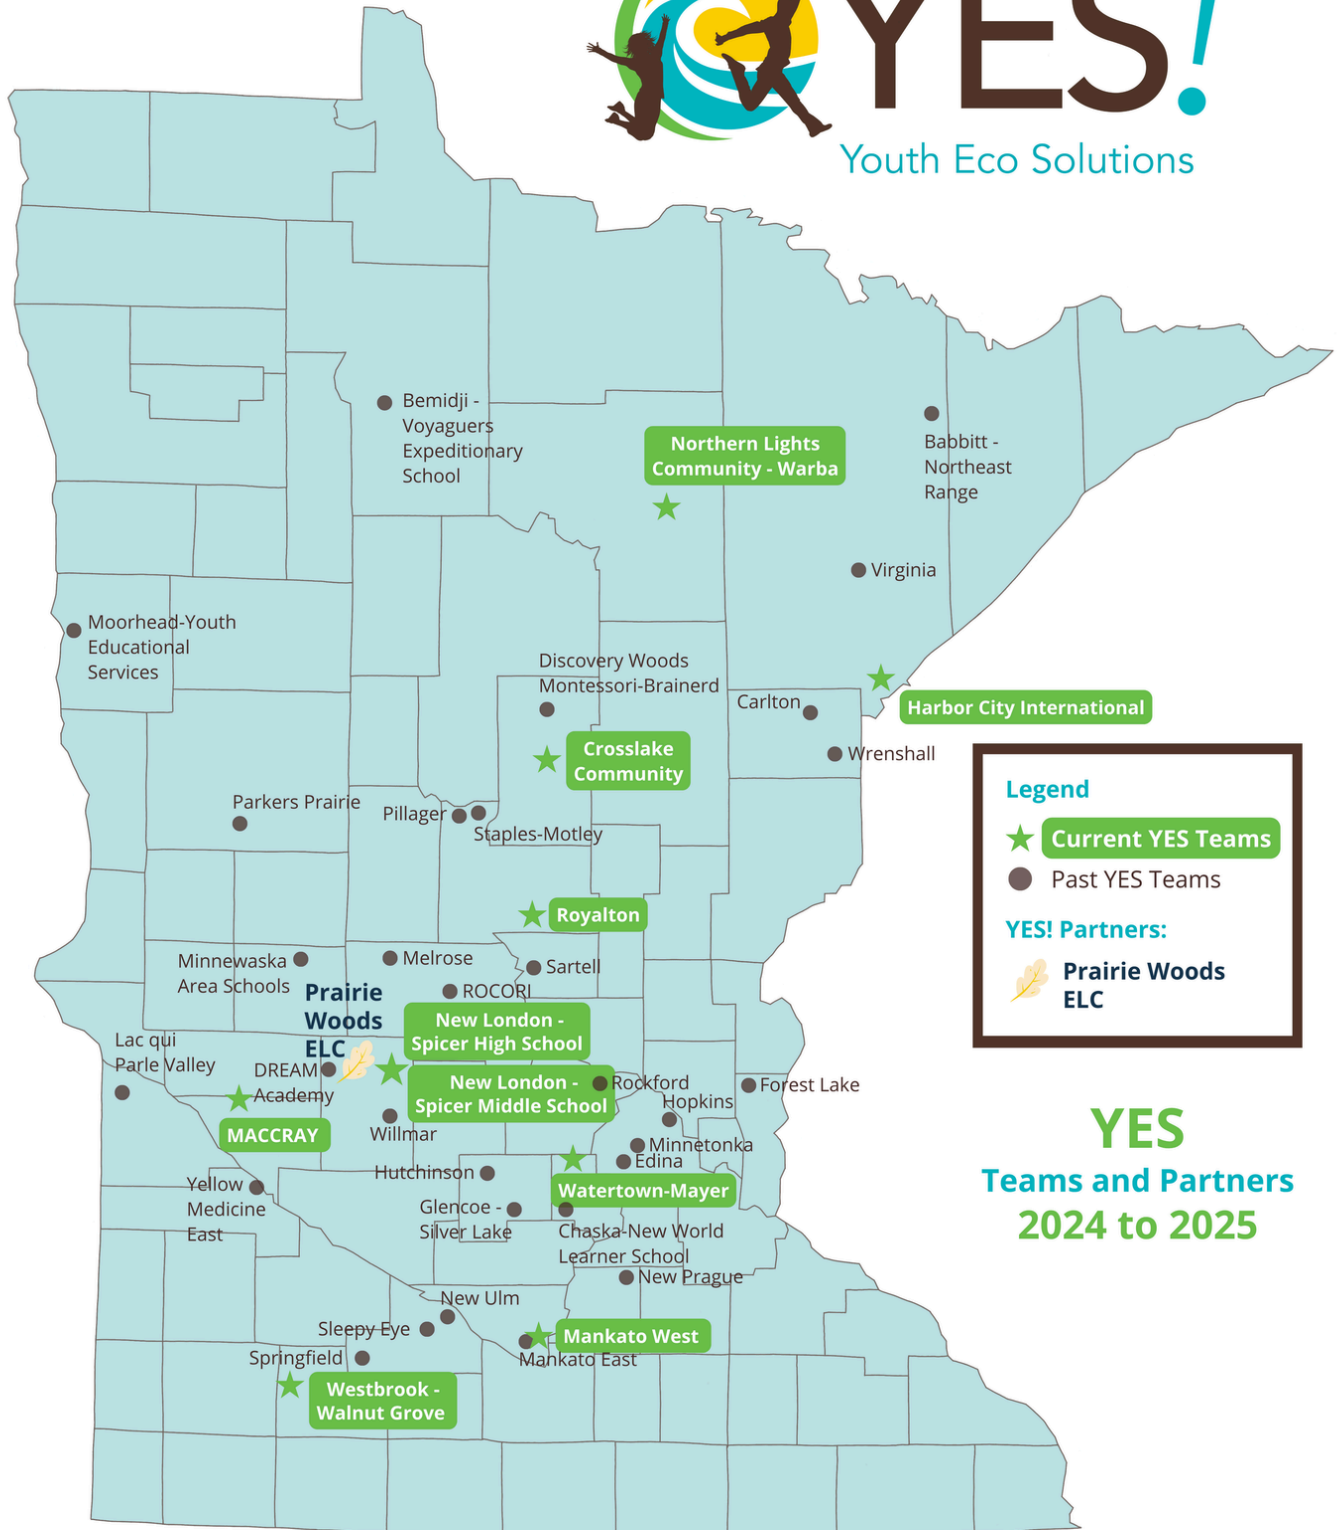 YES!
Youth Eco Solutions
Bemidji -
Voyaguers
Expeditionary
School
Northern Lights
Community - Warba
Babbitt -
Northeast
Range
Virginia
Moorhead-Youth
Educational
Services
Discovery Woods
Montessori-Brainerd
Carlton
Harbor City International
Crosslake
Community
Wrenshall
Parkers Prairie
Pillager
Staples-Motley
Legend
Current YES Teams
Past YES Teams
YES! Partners:
Prairie Woods
ELC
Royalton
Minnewaska
Area Schools
Melrose
Sartell
ROCORI
Prairie
Woods
ELC
New London -
Spicer High School
Lac qui
Parle Valley
DREAM
Academy
New London -
Spicer Middle School
Rockford
Forest Lake
Hopkins
MACCRAY
Willmar
Minnetonka
Edina
Hutchinson
Watertown-Mayer
Yellow
Medicine
East
Glencoe -
Silver Lake
Chaska-New World
Learner School
New Prague
YES
Teams and Partners
2024 to 2025
New Ulm
Sleepy Eye
Mankato West
Mankato East
Springfield
Westbrook -
Walnut Grove